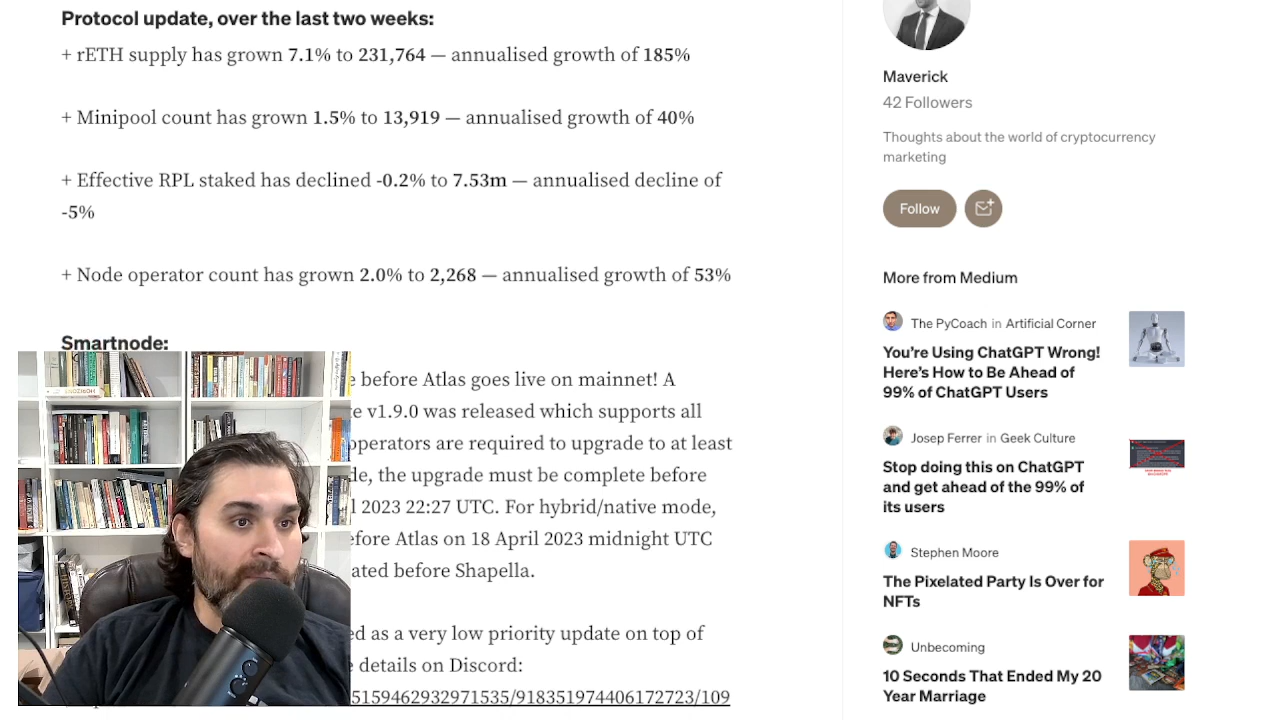 Protocol update, over the last two weeks:
+ rETH supply has grown 7.1% to 231,764 — annualised growth of 185%
+ Minipool count has grown 1.5% to 13,919 — annualised growth of 40%
+ Effective RPL staked has declined -0.2% to 7.53m — annualised decline of
-5%
+ Node operator count has grown 2.0% to 2,268 — annualised growth of 53%
Smartnode:
before Atlas goes live on mainnet! A
v1.9.0 was released which supports all
operators are required to upgrade to at least
the upgrade must be complete before
2023 22:27 UTC. For hybrid/native mode,
before Atlas on 18 April 2023 midnight UTC
before Shapella.
as a very low priority update on top of
details on Discord:
5159462932971535/918351974406172723/109
Maverick
42 Followers
Thoughts about the world of cryptocurrency
marketing
Follow
More from Medium
The PyCoach in Artificial Corner
You're Using ChatGPT Wrong!
Here's How to Be Ahead of
99% of ChatGPT Users
Josep Ferrer in Geek Culture
Stop doing this on ChatGPT
and get ahead of the 99% of
its users
Stephen Moore
The Pixelated Party Is Over for
NFTs
Unbecoming
10 Seconds That Ended My 20
Year Marriage